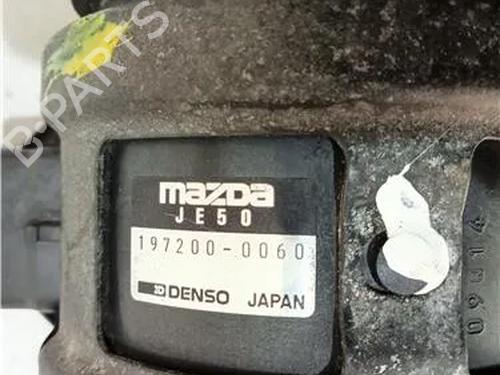 B-PARTS
mazda
JE50
197200-0060
DENSO JAPAN